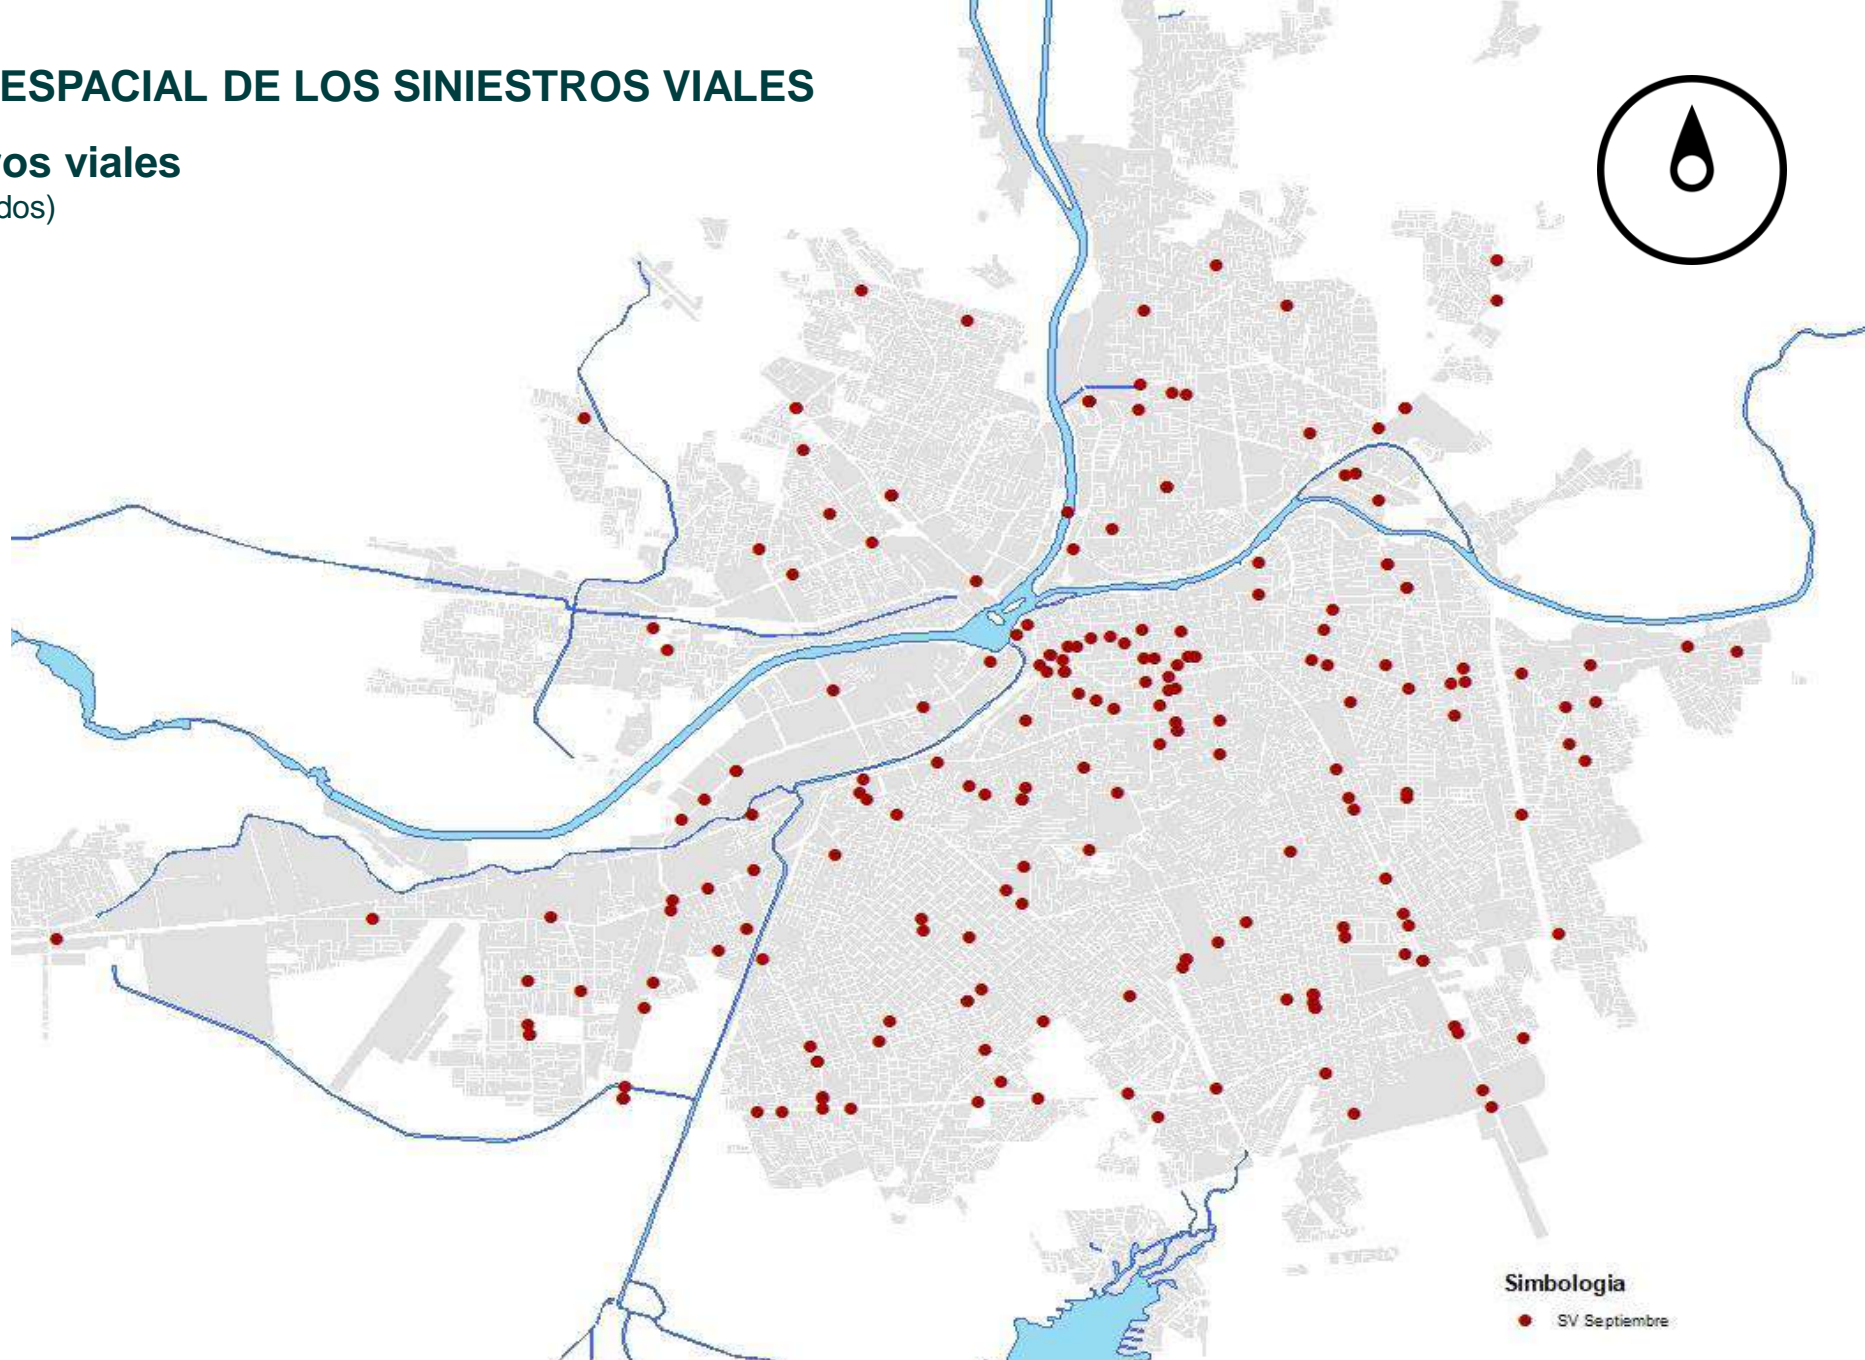 ESPACIAL DE LOS SINIESTROS VIALES
os viales
dos)
Simbologia
SV Septiembre